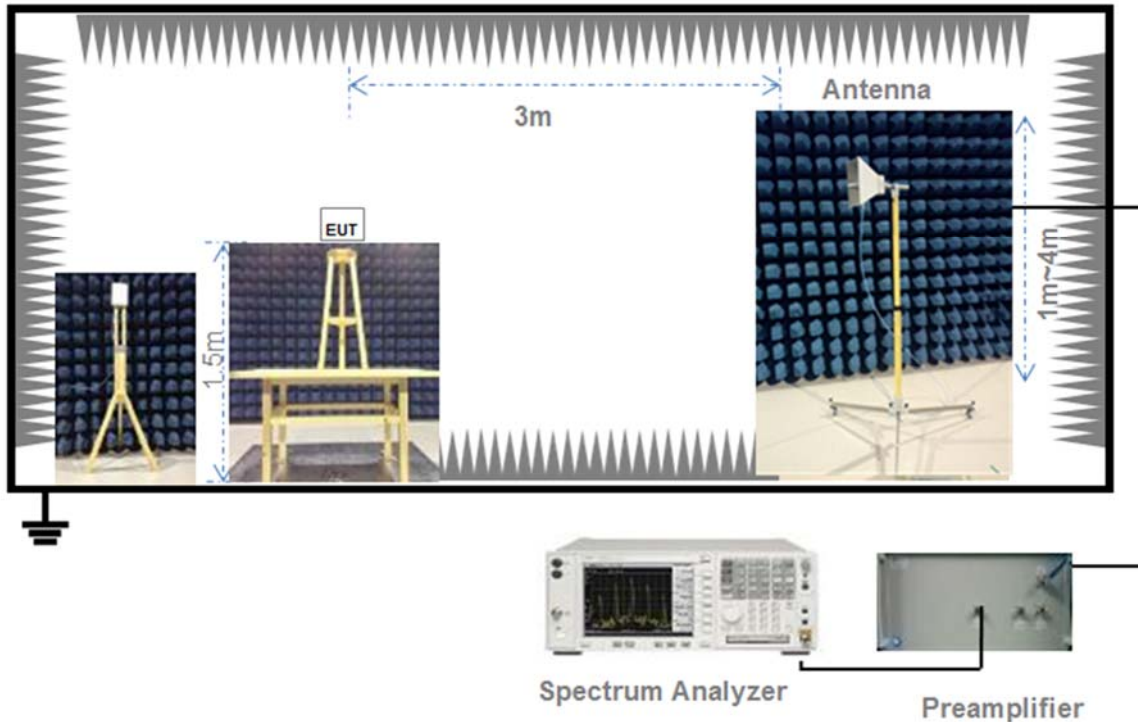 Antenna
3m
EUT
1.5m
1m~4m
Spectrum Analyzer
Preamplifier